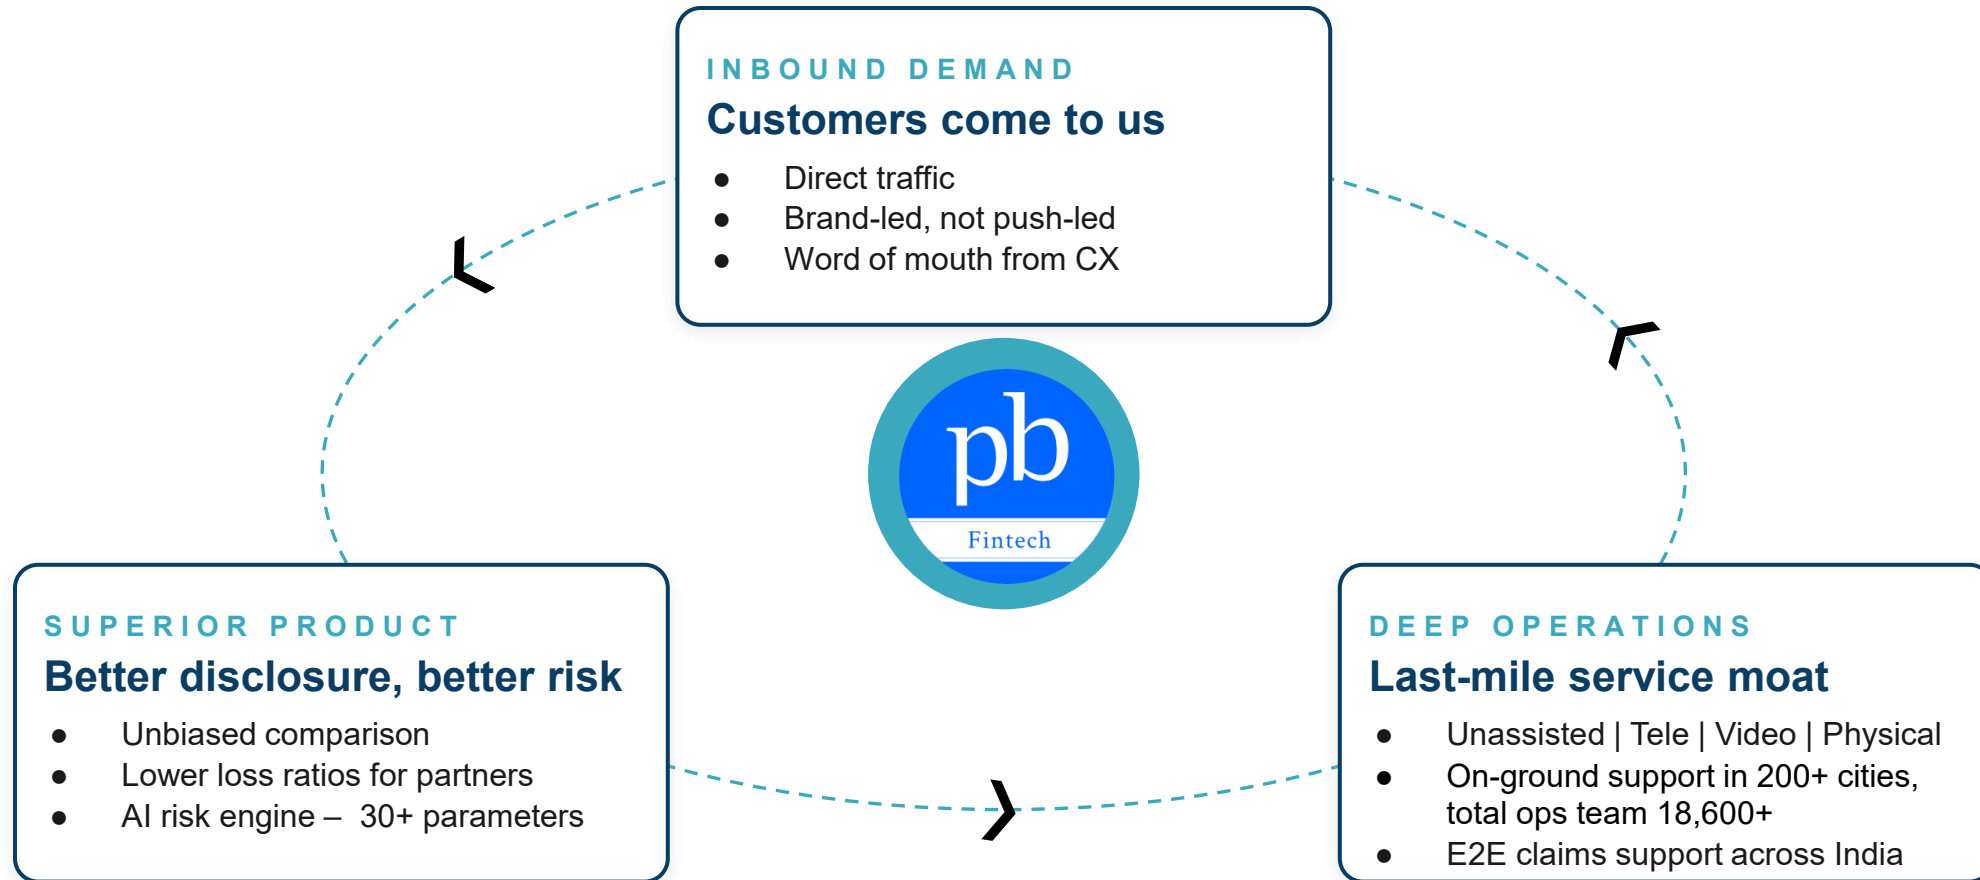 INBOUND DEMAND
Customers come to us
● Direct traffic
● Brand-led, not push-led
● Word of mouth from CX
pb
Fintech
SUPERIOR PRODUCT
Better disclosure, better risk
● Unbiased comparison
● Lower loss ratios for partners
● AI risk engine – 30+ parameters
DEEP OPERATIONS
Last-mile service moat
● Unassisted | Tele | Video | Physical
● On-ground support in 200+ cities,
total ops team 18,600+
● E2E claims support across India